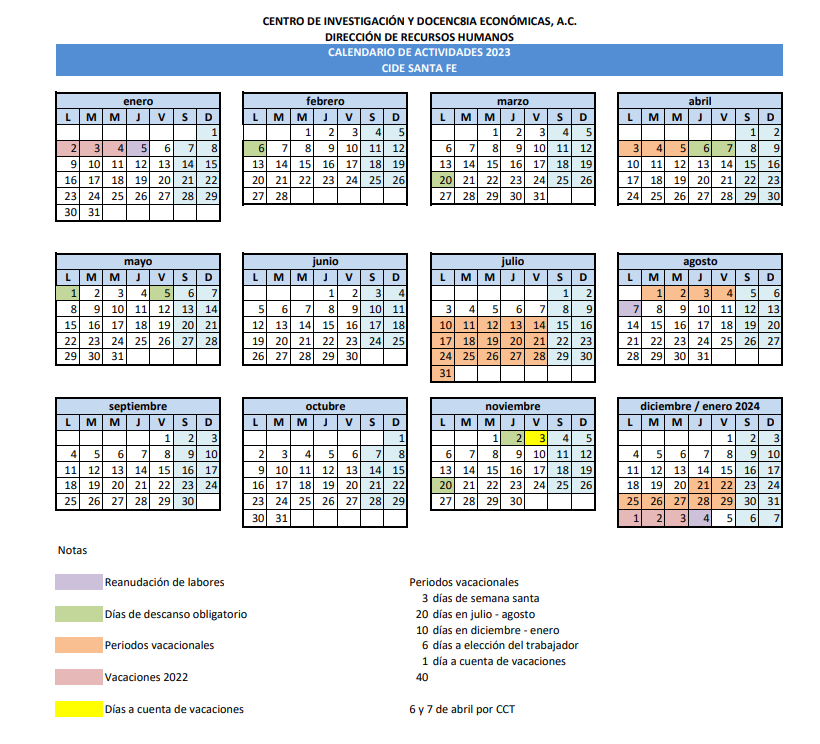 CENTRO DE INVESTIGACIÓN Y DOCENC8IA ECONÓMICAS, A.C.
DIRECCIÓN DE RECURSOS HUMANOS
CALENDARIO DE ACTIVIDADES 2023
CIDE SANTA FE
enero febrero marzo abril
L M M J V S D L M M J V S D L M M J V S D L M M J V S D
1 1 2 3 4 5 1 2 3 4 5 1 2
2 3 4 5 6 7 8 6 7 8 9 10 11 12 6 7 8 9 10 11 12 3 4 5 6 7 8 9
9 10 11 12 13 14 15 13 14 15 16 17 18 19 13 14 15 16 17 18 19 10 11 12 13 14 15 16
16 17 18 19 20 21 22 20 21 22 23 24 25 26 20 21 22 23 24 25 26 17 18 19 20 21 22 23
23 24 25 26 27 28 29 27 28 27 28 29 30 31 24 25 26 27 28 29 30
30 31
mayo junio julio agosto
L M M J V S D L M M J V S D L M M J V S D L M M J V S D
1 2 3 4 5 6 7 1 2 3 4 1 2 1 2 3 4 5 6
8 9 10 11 12 13 14 5 6 7 8 9 10 11 3 4 5 6 7 8 9 7 8 9 10 11 12 13
15 16 17 18 19 20 21 12 13 14 15 16 17 18 10 11 12 13 14 15 16 14 15 16 17 18 19 20
22 23 24 25 26 27 28 19 20 21 22 23 24 25 17 18 19 20 21 22 23 21 22 23 24 25 26 27
29 30 31 26 27 28 29 30 24 25 26 27 28 29 30 28 29 30 31
31
septiembre octubre noviembre diciembre / enero 2024
L M M J V S D L M M J V S D L M M J V S D L M M J V S D
1 2 3 1 1 2 3 4 5 1 2 3
4 5 6 7 8 9 10 2 3 4 5 6 7 8 6 7 8 9 10 11 12 4 5 6 7 8 9 10
11 12 13 14 15 16 17 9 10 11 12 13 14 15 13 14 15 16 17 18 19 11 12 13 14 15 16 17
18 19 20 21 22 23 24 16 17 18 19 20 21 22 20 21 22 23 24 25 26 18 19 20 21 22 23 24
25 26 27 28 29 30 23 24 25 26 27 28 29 27 28 29 30 25 26 27 28 29 30 31
30 31 1 2 3 4 5 6 7
Notas
Reanudación de labores
Días de descanso obligatorio
Periodos vacacionales
Vacaciones 2022
Días a cuenta de vacaciones
Periodos vacacionales
3 días de semana santa
20 días en julio - agosto
10 días en diciembre - enero
6 días a elección del trabajador
1 día a cuenta de vacaciones
40
6 y 7 de abril por CCT